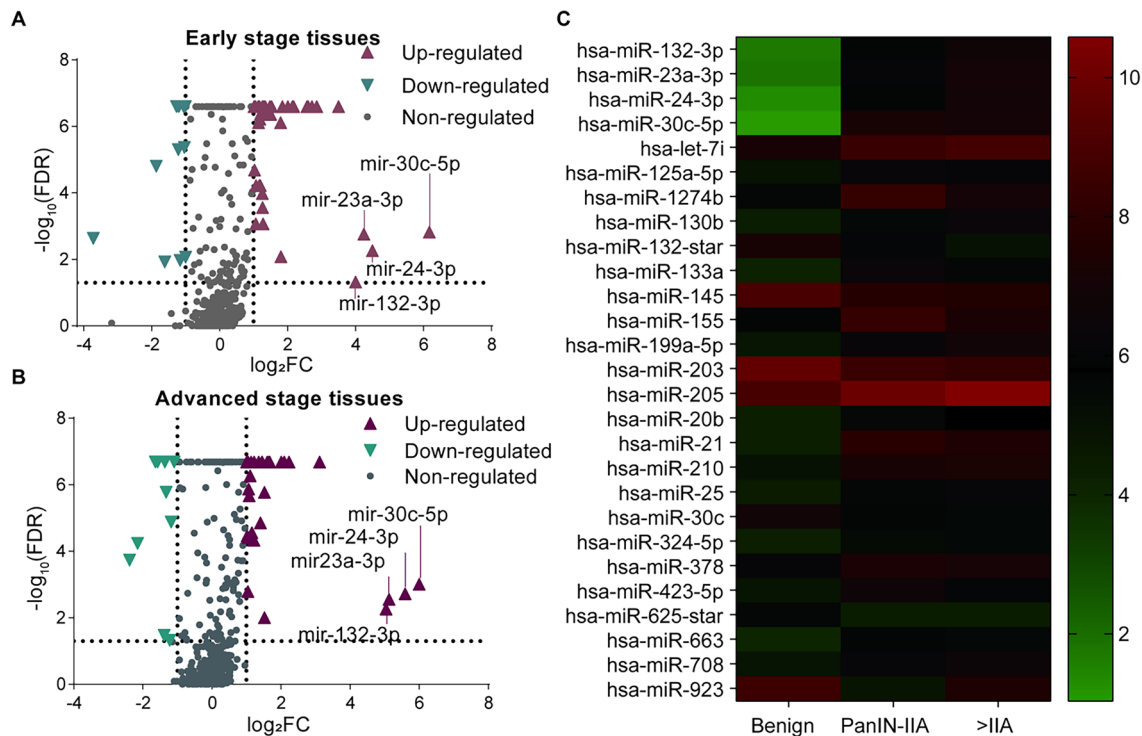 A
Early stage tissues
Up-regulated
Down-regulated
Non-regulated
mir-30c-5p
mir-23a-3p
mir-24-3p
mir-132-3p
-log10(FDR)
8
6
4
2
0
-4
-2
0
2
4
6
8
log₂FC
B
Advanced stage tissues
Up-regulated
Down-regulated
Non-regulated
mir-30c-5p
mir-24-3p
mir23a-3p
mir-132-3p
-log10(FDR)
8
6
4
2
0
-4
-2
0
2
4
6
8
log₂FC
C
hsa-miR-132-3p
hsa-miR-23a-3p
hsa-miR-24-3p
hsa-miR-30c-5p
hsa-let-7i
hsa-miR-125a-5p
hsa-miR-1274b
hsa-miR-130b
hsa-miR-132-star
hsa-miR-133a
hsa-miR-145
hsa-miR-155
hsa-miR-199a-5p
hsa-miR-203
hsa-miR-205
hsa-miR-20b
hsa-miR-21
hsa-miR-210
hsa-miR-25
hsa-miR-30c
hsa-miR-324-5p
hsa-miR-378
hsa-miR-423-5p
hsa-miR-625-star
hsa-miR-663
hsa-miR-708
hsa-miR-923
Benign PanIN-IIA >IIA
10
8
6
4
2